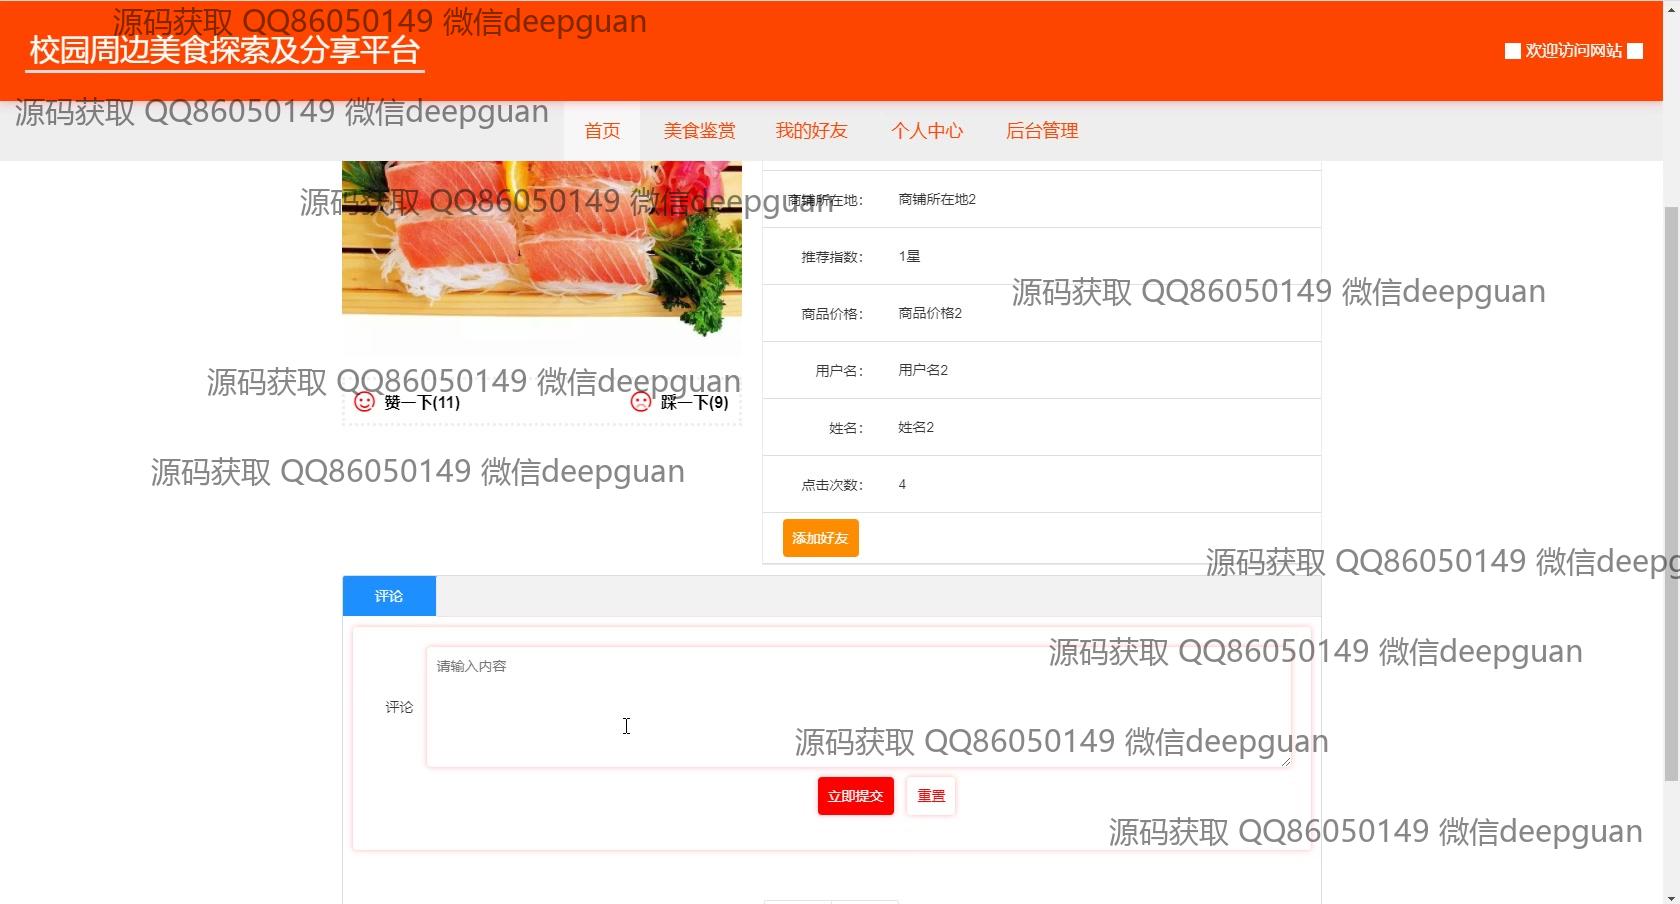 源码获取 QQ86050149 微信deepguan
校园周边美食探索及分享平台
欢迎访问网站
源码获取 QQ86050149 微信deepguan
首页 美食鉴赏 我的好友 个人中心 后台管理
源码获取 QQ86050149 微信deepguan
商铺所在地： 商铺所在地2
推荐指数： 1星
源码获取 QQ86050149 微信deepguan
商品价格： 商品价格2
用户名： 用户名2
源码获取 QQ86050149 微信deepguan
赞一下(11) 踩一下(9)
姓名： 姓名2
源码获取 QQ86050149 微信deepguan
点击次数： 4
添加好友
源码获取 QQ86050149 微信deepg
评论
源码获取 QQ86050149 微信deepguan
请输入内容
评论
源码获取 QQ86050149 微信deepguan
立即提交 重置
源码获取 QQ86050149 微信deepguan